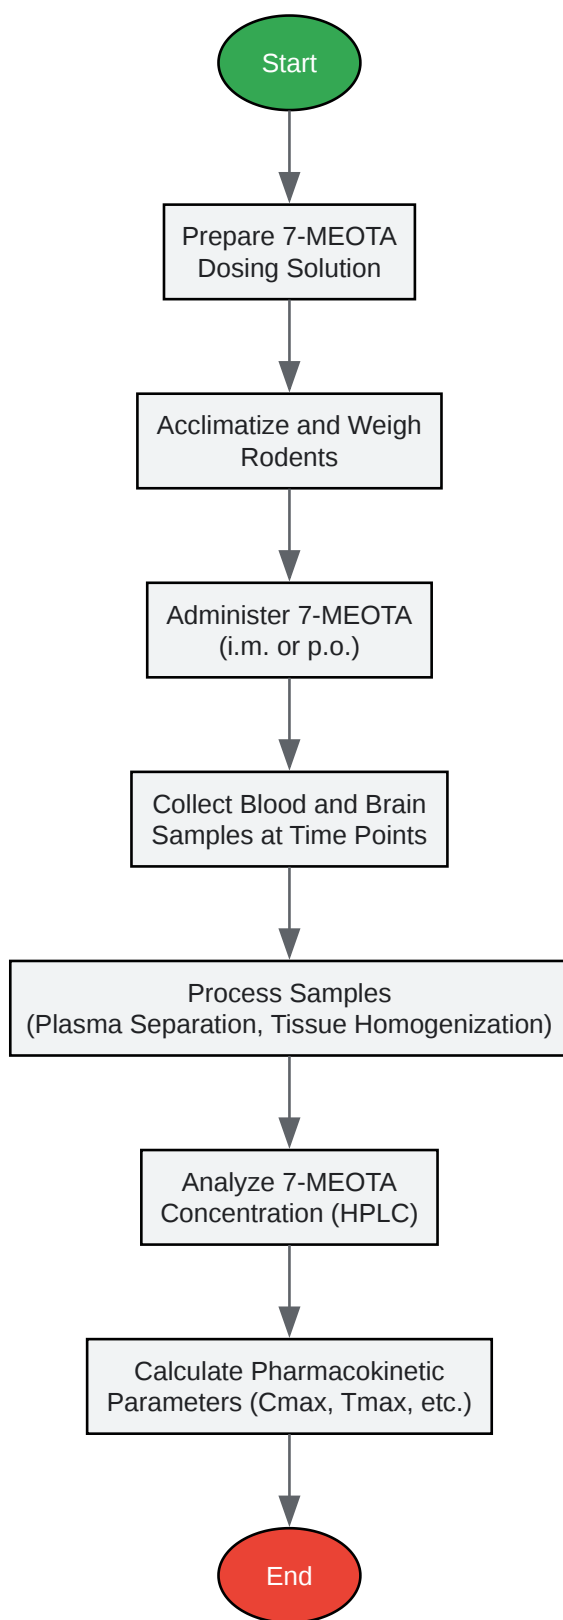 Start
Prepare 7-MEOTA
Dosing Solution
Acclimatize and Weigh
Rodents
Administer 7-MEOTA
(i.m. or p.o.)
Collect Blood and Brain
Samples at Time Points
Process Samples
(Plasma Separation, Tissue Homogenization)
Analyze 7-MEOTA
Concentration (HPLC)
Calculate Pharmacokinetic
Parameters (Cmax, Tmax, etc.)
End